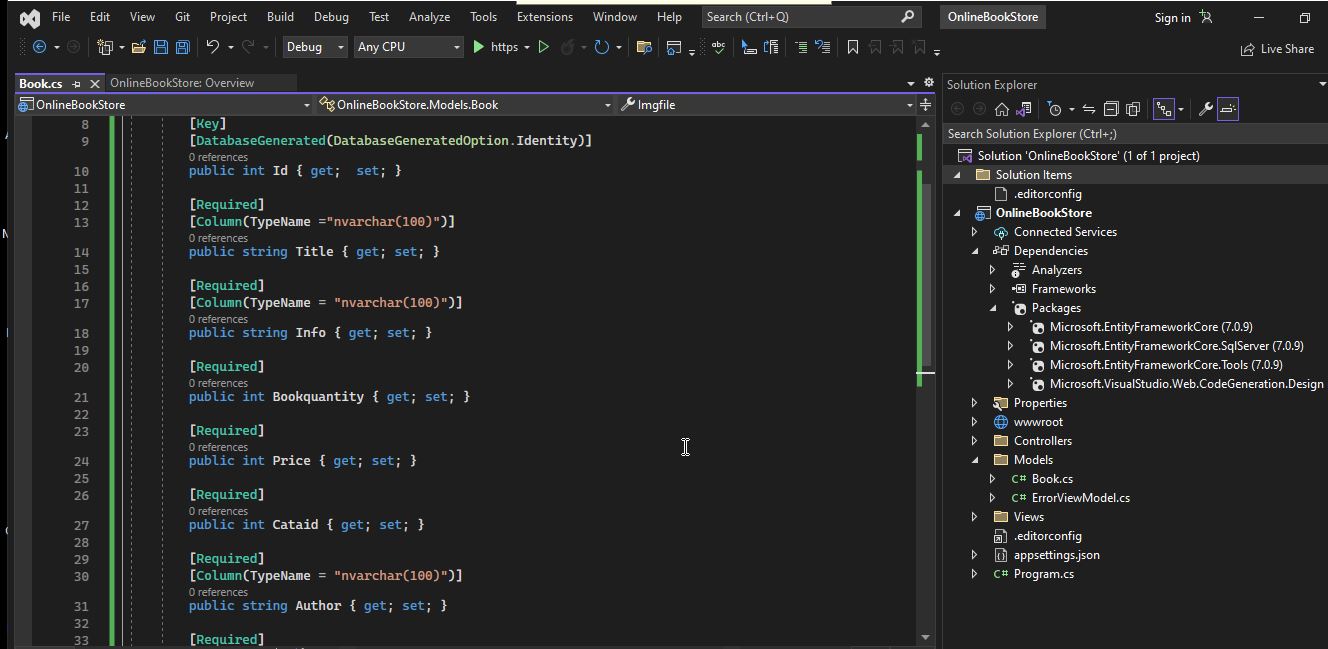 File Edit View Git Project Build Debug Test Analyze Tools Extensions Window Help Search (Ctrl+Q) OnlineBookStore Sign in
Debug Any CPU https Live Share
Book.cs OnlineBookStore: Overview
OnlineBookStore OnlineBookStore.Models.Book Imgfile
8 [Key]
9 [DatabaseGenerated(DatabaseGeneratedOption.Identity)]
0 references
10 public int Id { get;  set; }
11
12 [Required]
13 [Column(TypeName ="nvarchar(100)")]
0 references
14 public string Title { get; set; }
15
16 [Required]
17 [Column(TypeName = "nvarchar(100)")]
0 references
18 public string Info { get; set; }
19
20 [Required]
0 references
21 public int Bookquantity { get; set; }
22
23 [Required]
0 references
24 public int Price { get; set; }
25
26 [Required]
0 references
27 public int Cataid { get; set; }
28
29 [Required]
30 [Column(TypeName = "nvarchar(100)")]
0 references
31 public string Author { get; set; }
32
33 [Required]
Solution Explorer
Search Solution Explorer (Ctrl+;)
Solution 'OnlineBookStore' (1 of 1 project)
Solution Items
.editorconfig
OnlineBookStore
Connected Services
Dependencies
Analyzers
Frameworks
Packages
Microsoft.EntityFrameworkCore (7.0.9)
Microsoft.EntityFrameworkCore.SqlServer (7.0.9)
Microsoft.EntityFrameworkCore.Tools (7.0.9)
Microsoft.VisualStudio.Web.CodeGeneration.Design
Properties
wwwroot
Controllers
Models
C# Book.cs
C# ErrorViewModel.cs
Views
.editorconfig
appsettings.json
C# Program.cs